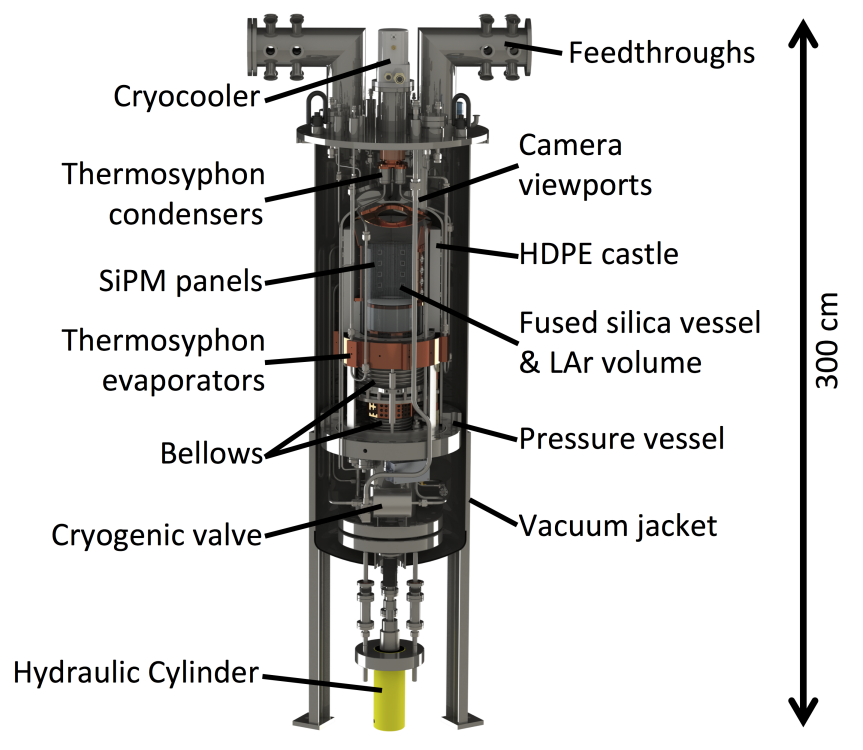 Feedthroughs
Cryocooler
Camera
viewports
Thermosyphon
condensers
HDPE castle
SiPM panels
Fused silica vessel
& LAr volume
Thermosyphon
evaporators
300 cm
Pressure vessel
Bellows
Vacuum jacket
Cryogenic valve
Hydraulic Cylinder